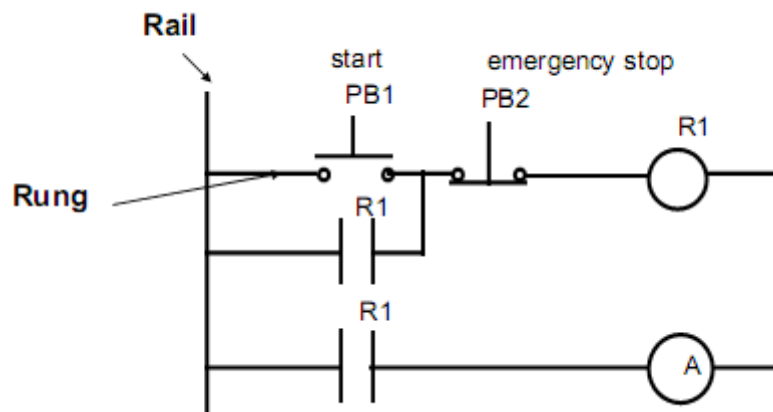 Rail
start
emergency stop
PB1
PB2
R1
Rung
R1
R1
A